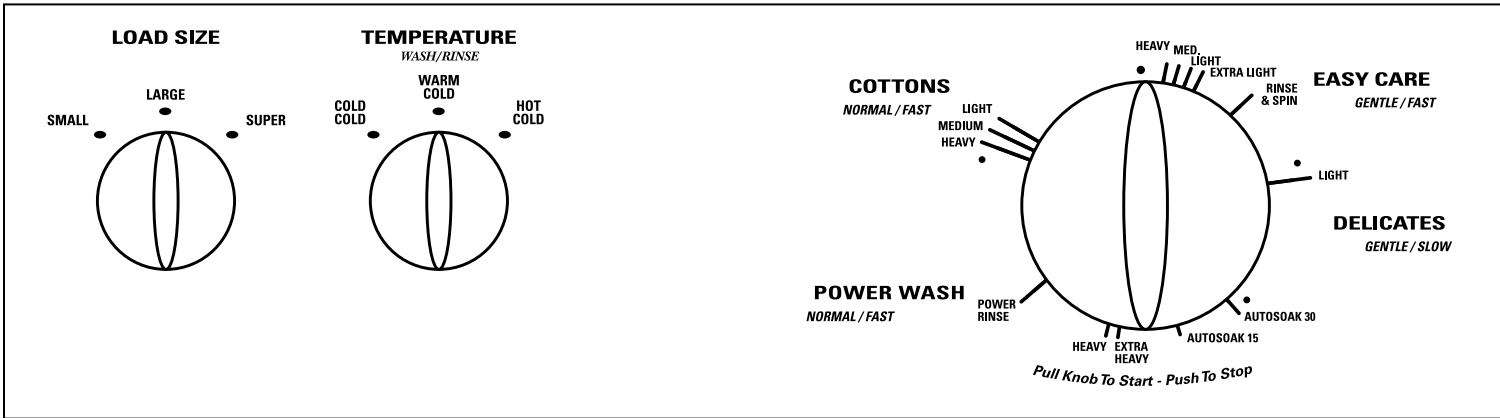 LOAD SIZE
SMALL
LARGE
SUPER
TEMPERATURE
WASH/RINSE
COLD
COLD
WARM
COLD
HOT
COLD
COTTONS
NORMAL / FAST
LIGHT
MEDIUM
HEAVY
HEAVY
MED.
LIGHT
EXTRA LIGHT
RINSE
& SPIN
EASY CARE
GENTLE / FAST
LIGHT
DELICATES
GENTLE / SLOW
POWER WASH
NORMAL / FAST
POWER
RINSE
HEAVY
EXTRA
HEAVY
AUTOSOAK 15
AUTOSOAK 30
Pull Knob To Start - Push To Stop